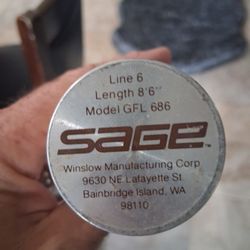 Line 6
Length 8'6"
Model GFL 686
SAGE™
Winslow Manufacturing Corp
9630 NE Lafayette St.
Bainbridge Island, WA
98110